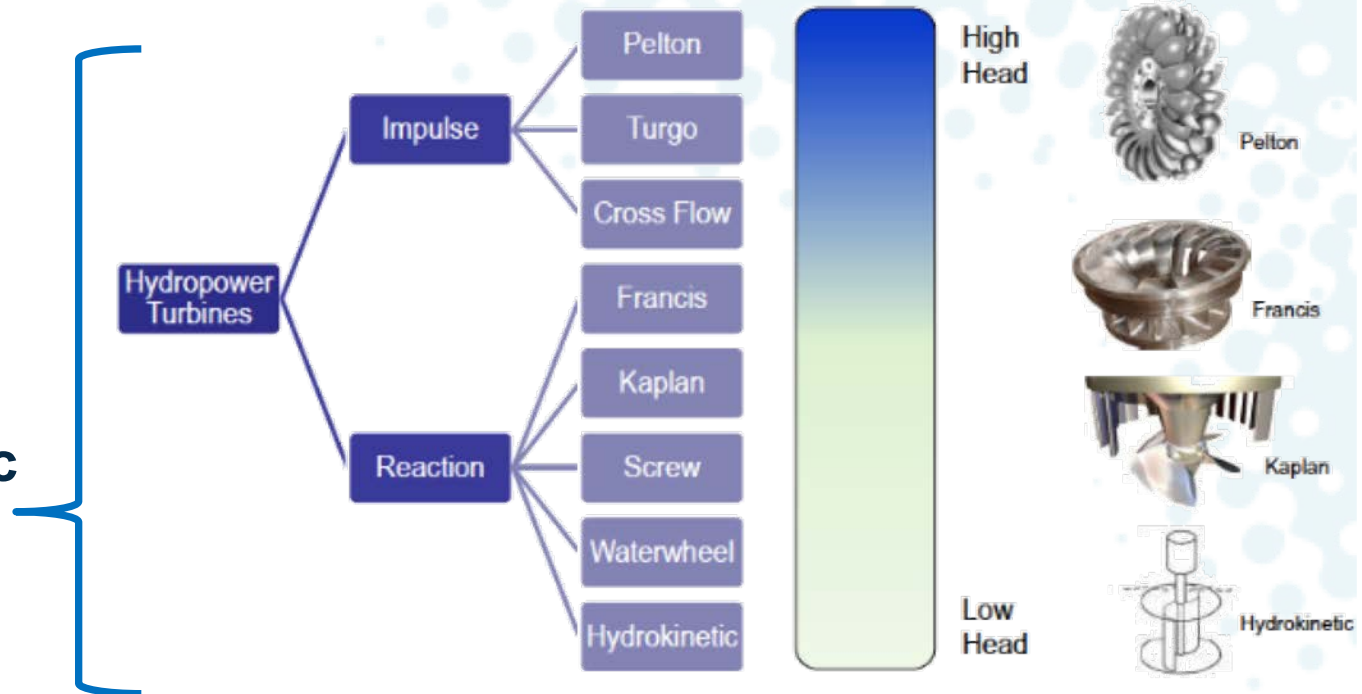 Hydropower
Turbines
Impulse
Reaction
Pelton
Turgo
Cross Flow
Francis
Kaplan
Screw
Waterwheel
Hydrokinetic
High
Head
Low
Head
Pelton
Francis
Kaplan
Hydrokinetic
c